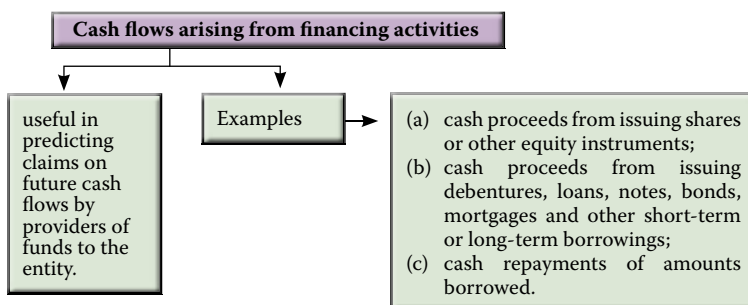 Cash flows arising from financing activities
useful in
predicting
claims on
future cash
flows by
providers of
funds to the
entity.
Examples
(a) cash proceeds from issuing shares
or other equity instruments;
(b) cash proceeds from issuing
debentures, loans, notes, bonds,
mortgages and other short-term
or long-term borrowings;
(c) cash repayments of amounts
borrowed.